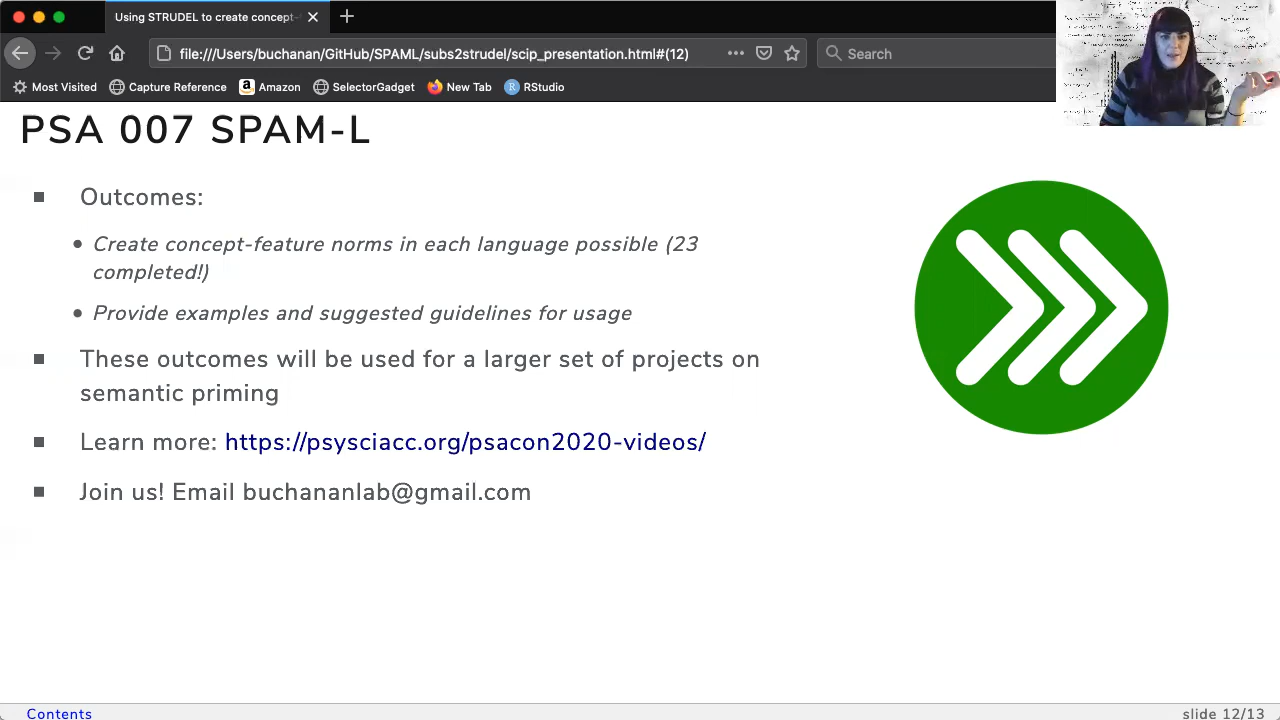 Using STRUDEL to create concept-
file:///Users/buchanan/GitHub/SPAML/subs2strudel/scip_presentation.html#(12)
Search
Most Visited
Capture Reference
Amazon
SelectorGadget
New Tab
RStudio
PSA 007 SPAM-L
Outcomes:
Create concept-feature norms in each language possible (23
completed!)
Provide examples and suggested guidelines for usage
These outcomes will be used for a larger set of projects on
semantic priming
Learn more: https://psysciacc.org/psacon2020-videos/
Join us! Email buchananlab@gmail.com
Contents
slide 12/13